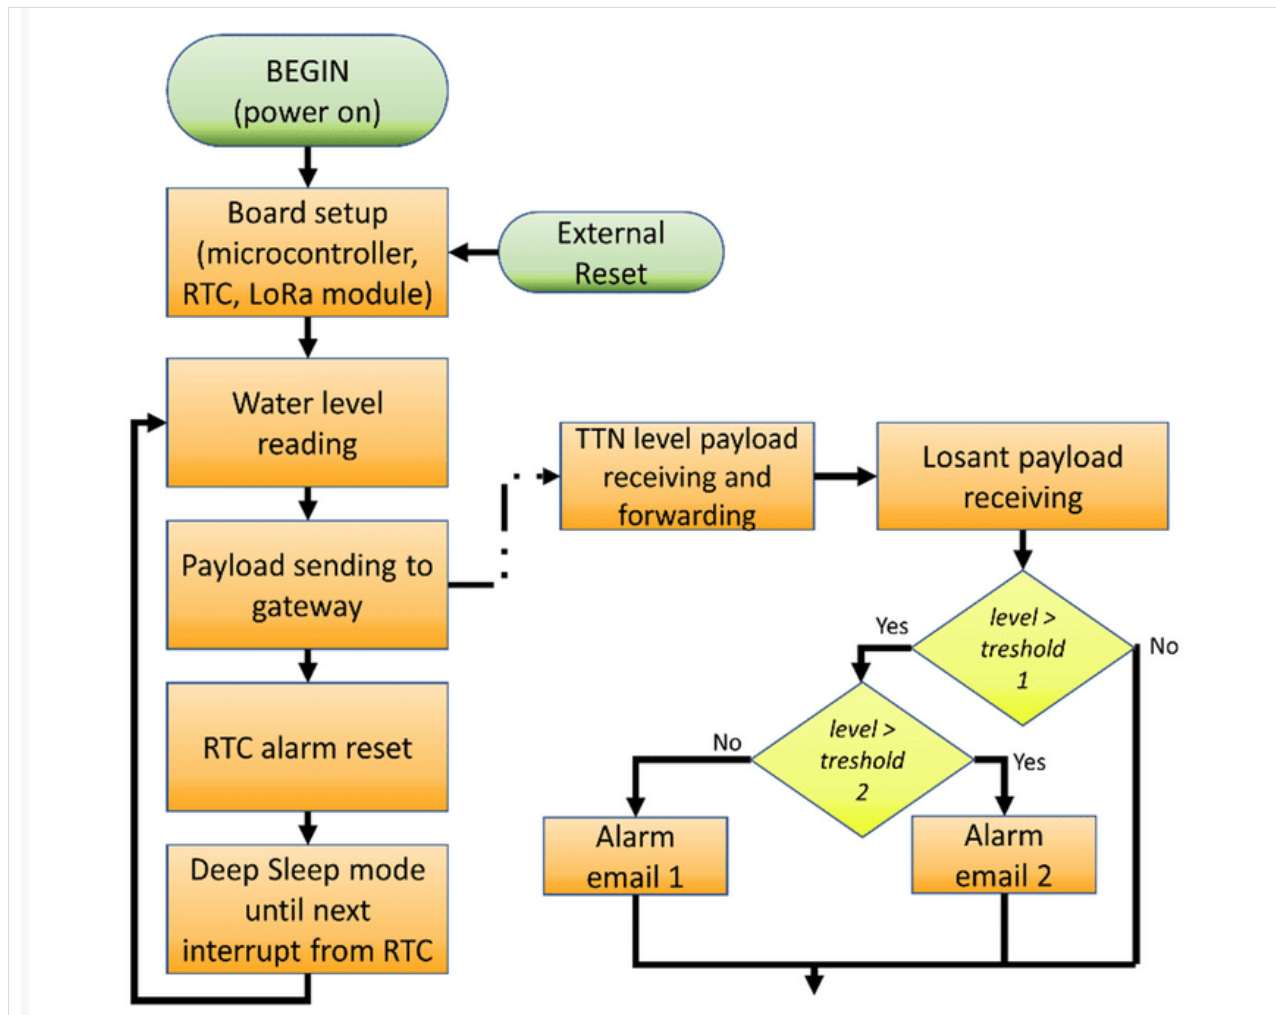 BEGIN
(power on)
Board setup
(microcontroller,
RTC, LoRa module)
External
Reset
Water level
reading
Payload sending to
gateway
RTC alarm reset
Deep Sleep mode
until next
interrupt from RTC
TTN level payload
receiving and
forwarding
Losant payload
receiving
level >
treshold
1
Yes
No
level >
treshold
2
No
Yes
Alarm
email 1
Alarm
email 2